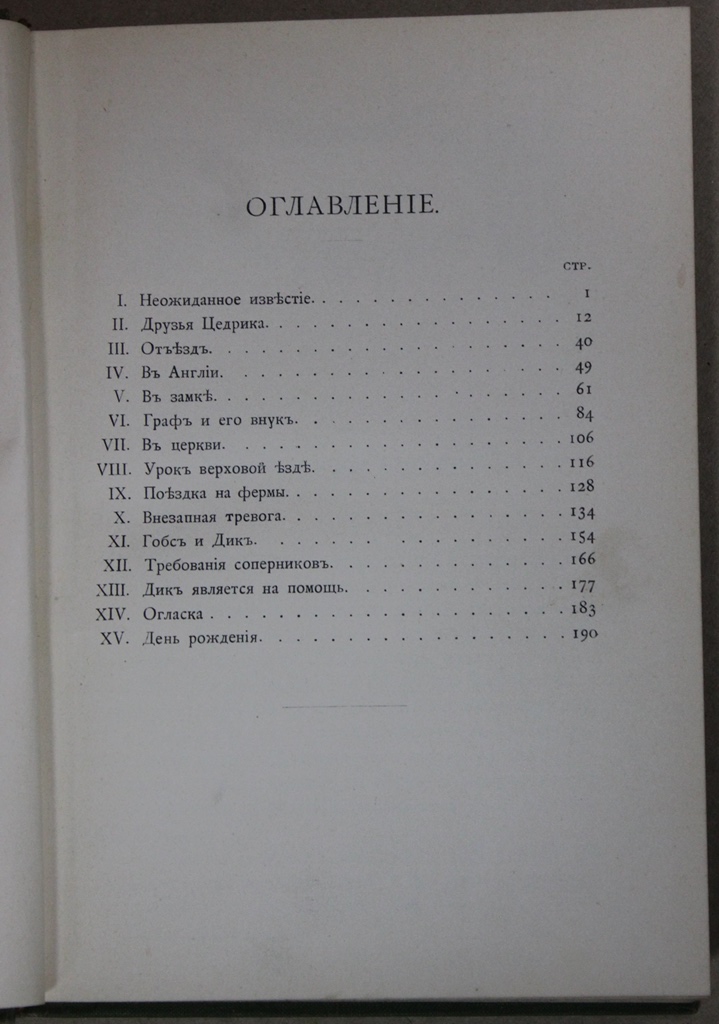 ОГЛАВЛЕНІЕ.
СТР.
I. Неожиданное извѣстіе. . . . . . . . . . . . . . . 1
II. Друзья Цедрика. . . . . . . . . . . . . . . . . . 12
III. Отъѣздъ. . . . . . . . . . . . . . . . . . . . . 40
IV. Въ Англіи. . . . . . . . . . . . . . . . . . . . 49
V. Въ замкѣ. . . . . . . . . . . . . . . . . . . . . 61
VI. Графъ и его внукъ. . . . . . . . . . . . . . . . 84
VII. Въ церкви. . . . . . . . . . . . . . . . . . . . 106
VIII. Урокъ верховой ѣздѣ. . . . . . . . . . . . . . . 116
IX. Поѣздка на фермы. . . . . . . . . . . . . . . . . 128
X. Внезапная тревога. . . . . . . . . . . . . . . . . 134
XI. Гобсъ и Дикъ. . . . . . . . . . . . . . . . . . 154
XII. Требованія соперниковъ. . . . . . . . . . . . . . 166
XIII. Дикъ является на помощь. . . . . . . . . . . . . 177
XIV. Огласка . . . . . . . . . . . . . . . . . . . . . 183
XV. День рожденія. . . . . . . . . . . . . . . . . . . 190